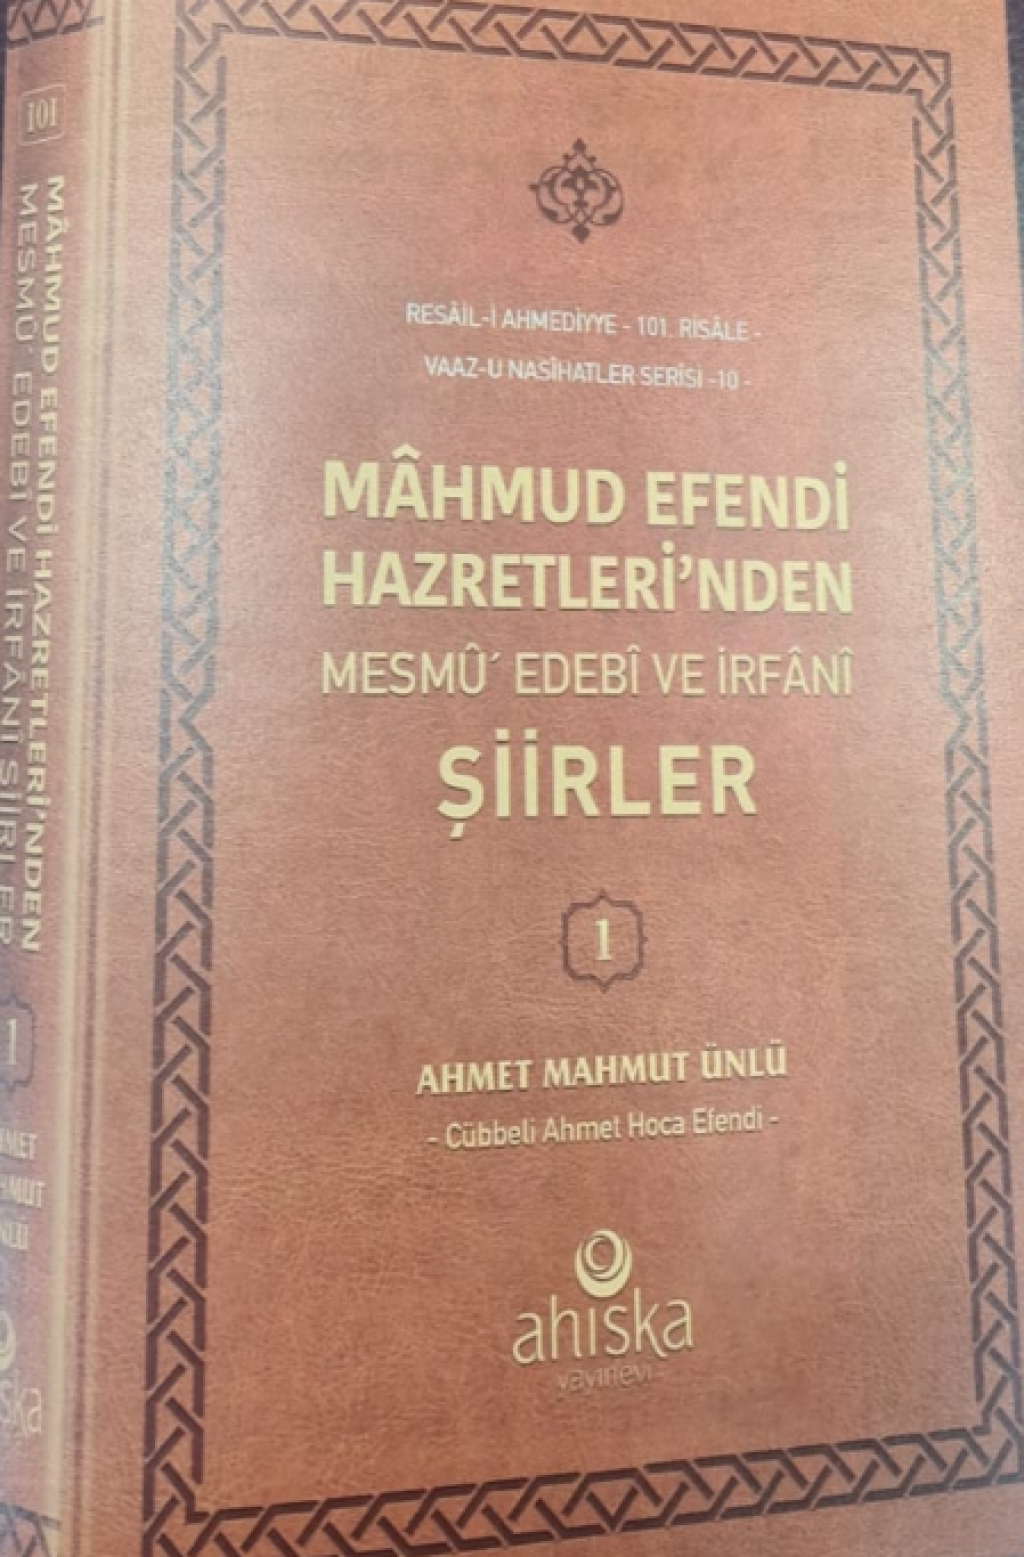 RESÂİL-İ AHMEDİYYE - 101. RİSÂLE -
VAAZ-U NASİHATLER SERİSİ -10-
MÂHMUD EFENDİ
HAZRETLERİ'NDEN
MESMÛ´ EDEBÎ VE İRFÂNÎ
ŞİİRLER
1
AHMET MAHMUT ÜNLÜ
- Cübbeli Ahmet Hoca Efendi -
ahıska
yayınevi
101
MÂHMUD EFENDİ HAZRETLERİ'NDEN
MESMÛ´ EDEBÎ VE İRFÂNÎ ŞİİRLER
1